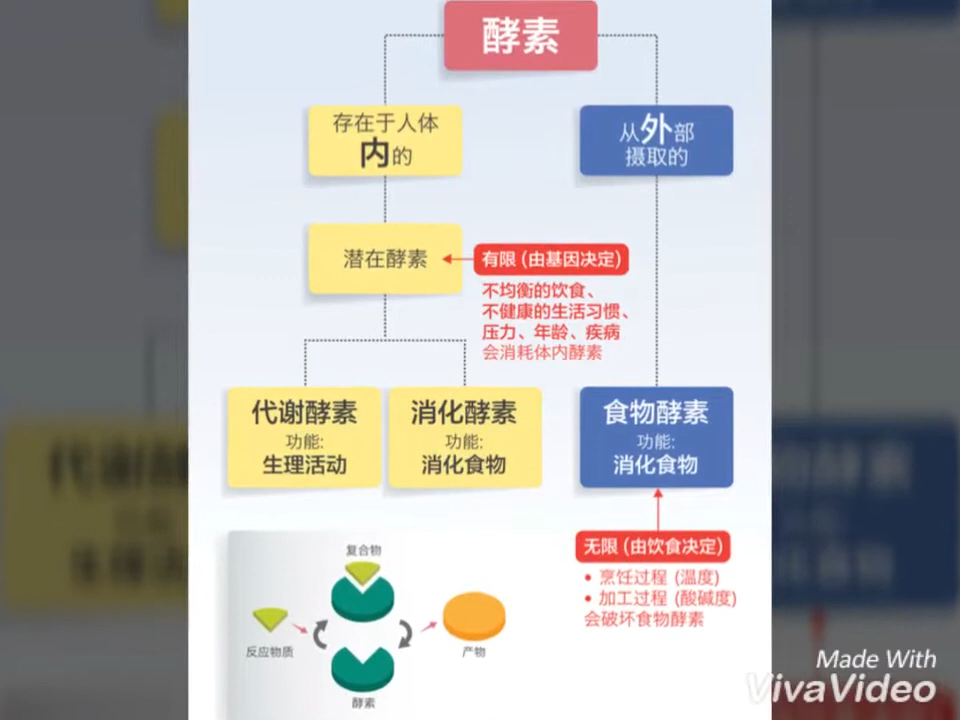 酵素
存在于人体
内的
从外部
摄取的
潜在酵素
有限 (由基因决定)
不均衡的饮食、
不健康的生活习惯、
压力、年龄、疾病
会消耗体内酵素
代谢酵素
功能:
生理活动
消化酵素
功能:
消化食物
食物酵素
功能:
消化食物
无限 (由饮食决定)
• 烹饪过程 (温度)
• 加工过程 (酸碱度)
会破坏食物酵素
复合物
反应物质
产物
酵素
Made With
VivaVideo